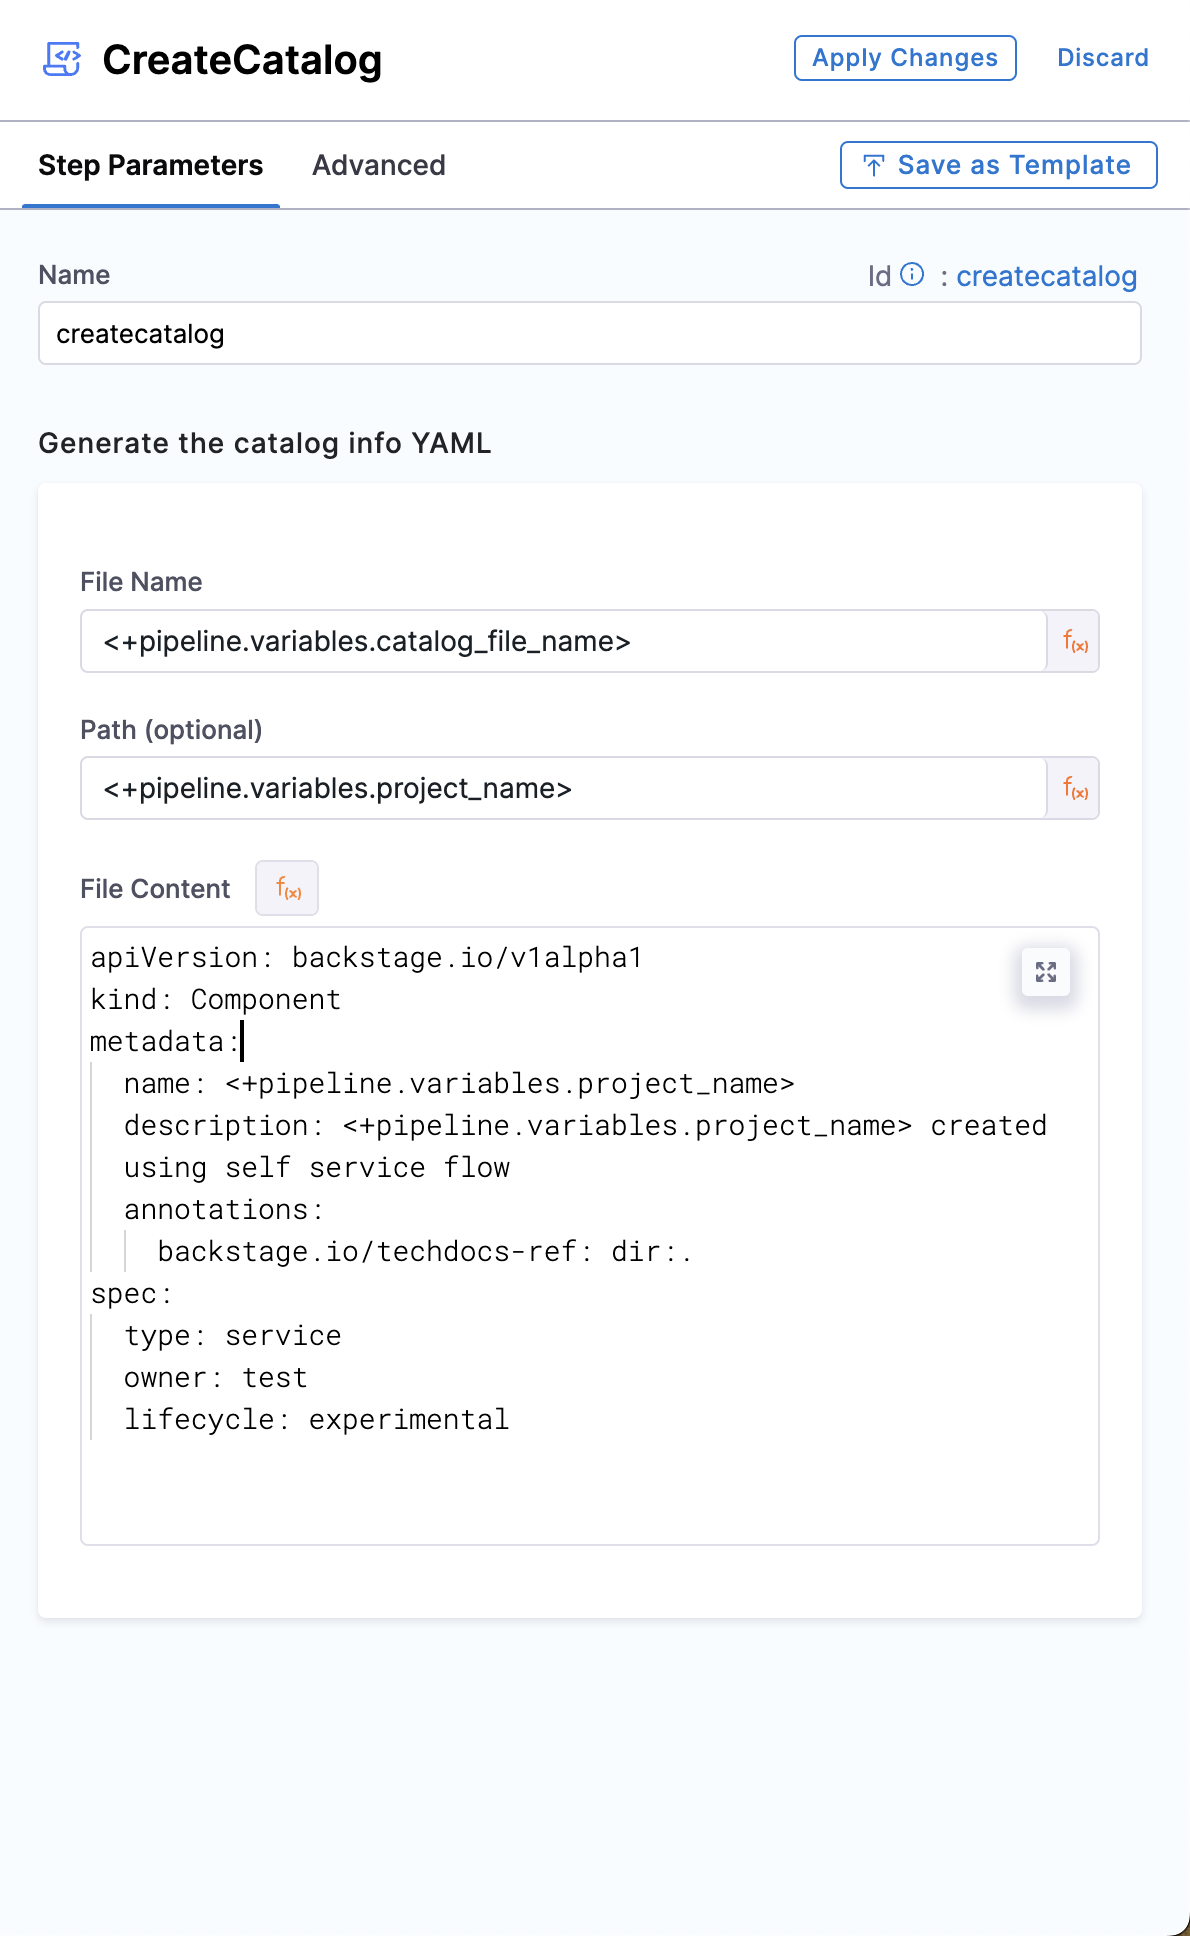 CreateCatalog
Apply Changes
Discard
Step Parameters
Advanced
Save as Template
Name
Id : createcatalog
createcatalog
Generate the catalog info YAML
File Name
<+pipeline.variables.catalog_file_name>
f(x)
Path (optional)
<+pipeline.variables.project_name>
f(x)
File Content
f(x)
apiVersion: backstage.io/v1alpha1
kind: Component
metadata:
  name: <+pipeline.variables.project_name>
  description: <+pipeline.variables.project_name> created
  using self service flow
  annotations:
    backstage.io/techdocs-ref: dir:.
spec:
  type: service
  owner: test
  lifecycle: experimental